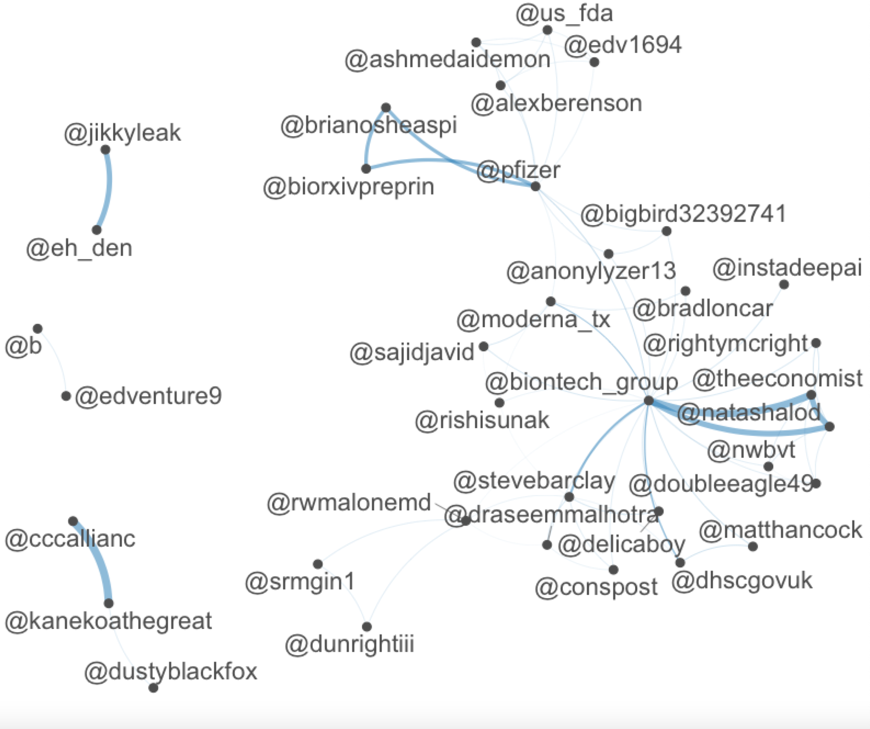 @us_fda
@edv1694
@ashmedaidemon
@alexberenson
@brianosheaspi
@jikkyleak
@pfizer
@biorxivpreprin
@bigbird32392741
@eh_den
@anonylyzer13
@instadeepai
@bradloncar
@moderna_tx
@b
@sajidjavid
@rightymcright
@biontech_group
@theeconomist
@edventure9
@natashalod
@rishisunak
@nwbvt
@stevebarclay
@doubleeagle49
@rwmalonemd
@draseemmalhotra
@matthancock
@cccallianc
@delicaboy
@srmgin1
@conspost
@dhscgovuk
@kanekoathegreat
@dunrightiii
@dustyblackfox